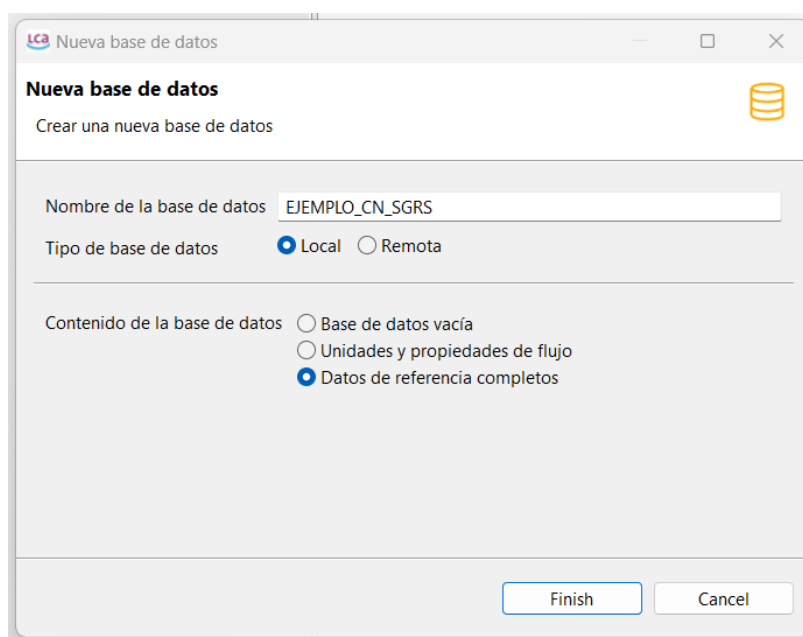 LCA Nueva base de datos
Nueva base de datos
Crear una nueva base de datos
Nombre de la base de datos EJEMPLO_CN_SGRS
Tipo de base de datos Local Remota
Contenido de la base de datos Base de datos vacía
Unidades y propiedades de flujo
Datos de referencia completos
Finish Cancel